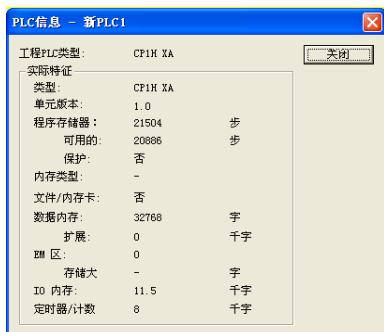 PLC信息 - 新PLC1
工程PLC类型: CP1H XA
关闭
实际特征
类型: CP1H XA
单元版本: 1.0
程序存储器： 21504 步
可用的: 20886 步
保护: 否
内存类型: -
文件/内存卡: 否
数据内存: 32768 字
扩展: 0 千字
EM 区: 0
存储大 - 字
IO 内存: 11.5 千字
定时器/计数 8 千字